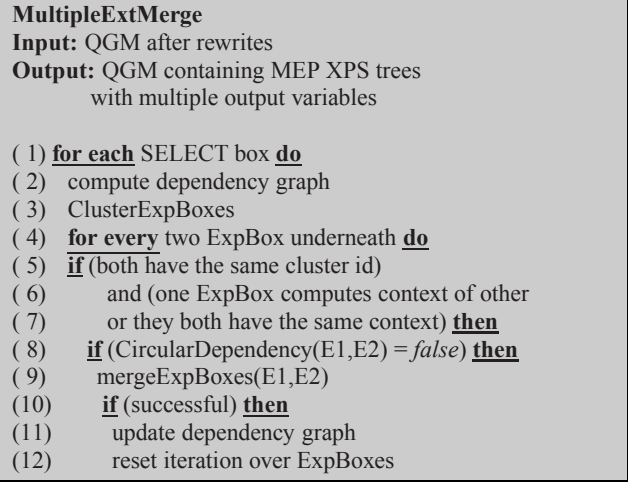 MultipleExtMerge
Input: QGM after rewrites
Output: QGM containing MEP XPS trees
with multiple output variables
( 1) for each SELECT box do
( 2) compute dependency graph
( 3) ClusterExpBoxes
( 4) for every two ExpBox underneath do
( 5) if (both have the same cluster id)
( 6) and (one ExpBox computes context of other
( 7) or they both have the same context) then
( 8) if (CircularDependency(E1,E2) = false) then
( 9) mergeExpBoxes(E1,E2)
(10) if (successful) then
(11) update dependency graph
(12) reset iteration over ExpBoxes